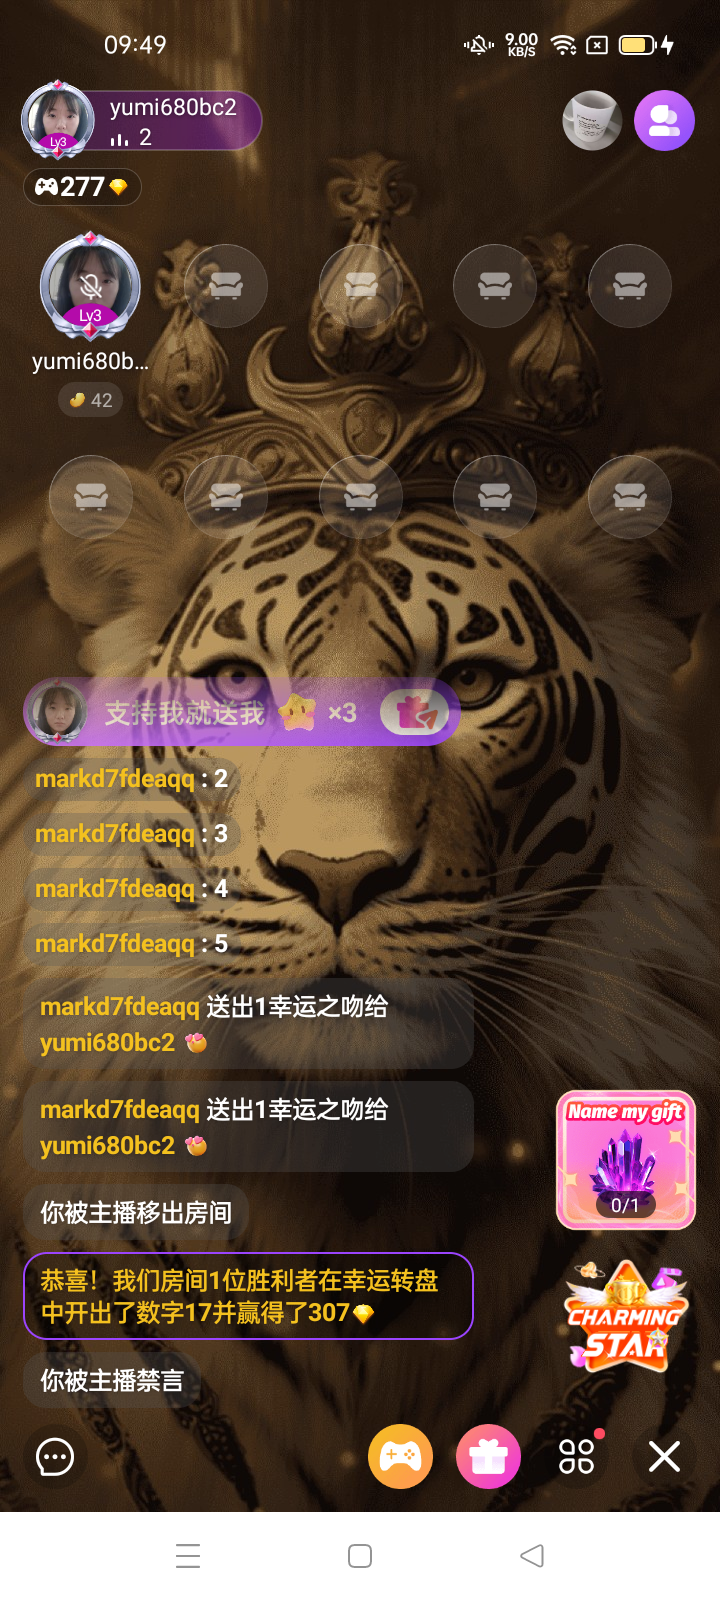 09:49
9.00
KB/S
yumi680bc2
2
Lv3
277
Lv3
yumi680b...
42
支持我就送我 ×3
markd7fdeaqq : 2
markd7fdeaqq : 3
markd7fdeaqq : 4
markd7fdeaqq : 5
markd7fdeaqq 送出1幸运之吻给
yumi680bc2
markd7fdeaqq 送出1幸运之吻给
yumi680bc2
Name my gift
0/1
你被主播移出房间
恭喜！我们房间1位胜利者在幸运转盘
中开出了数字17并赢得了307
CHARMING
STAR
你被主播禁言